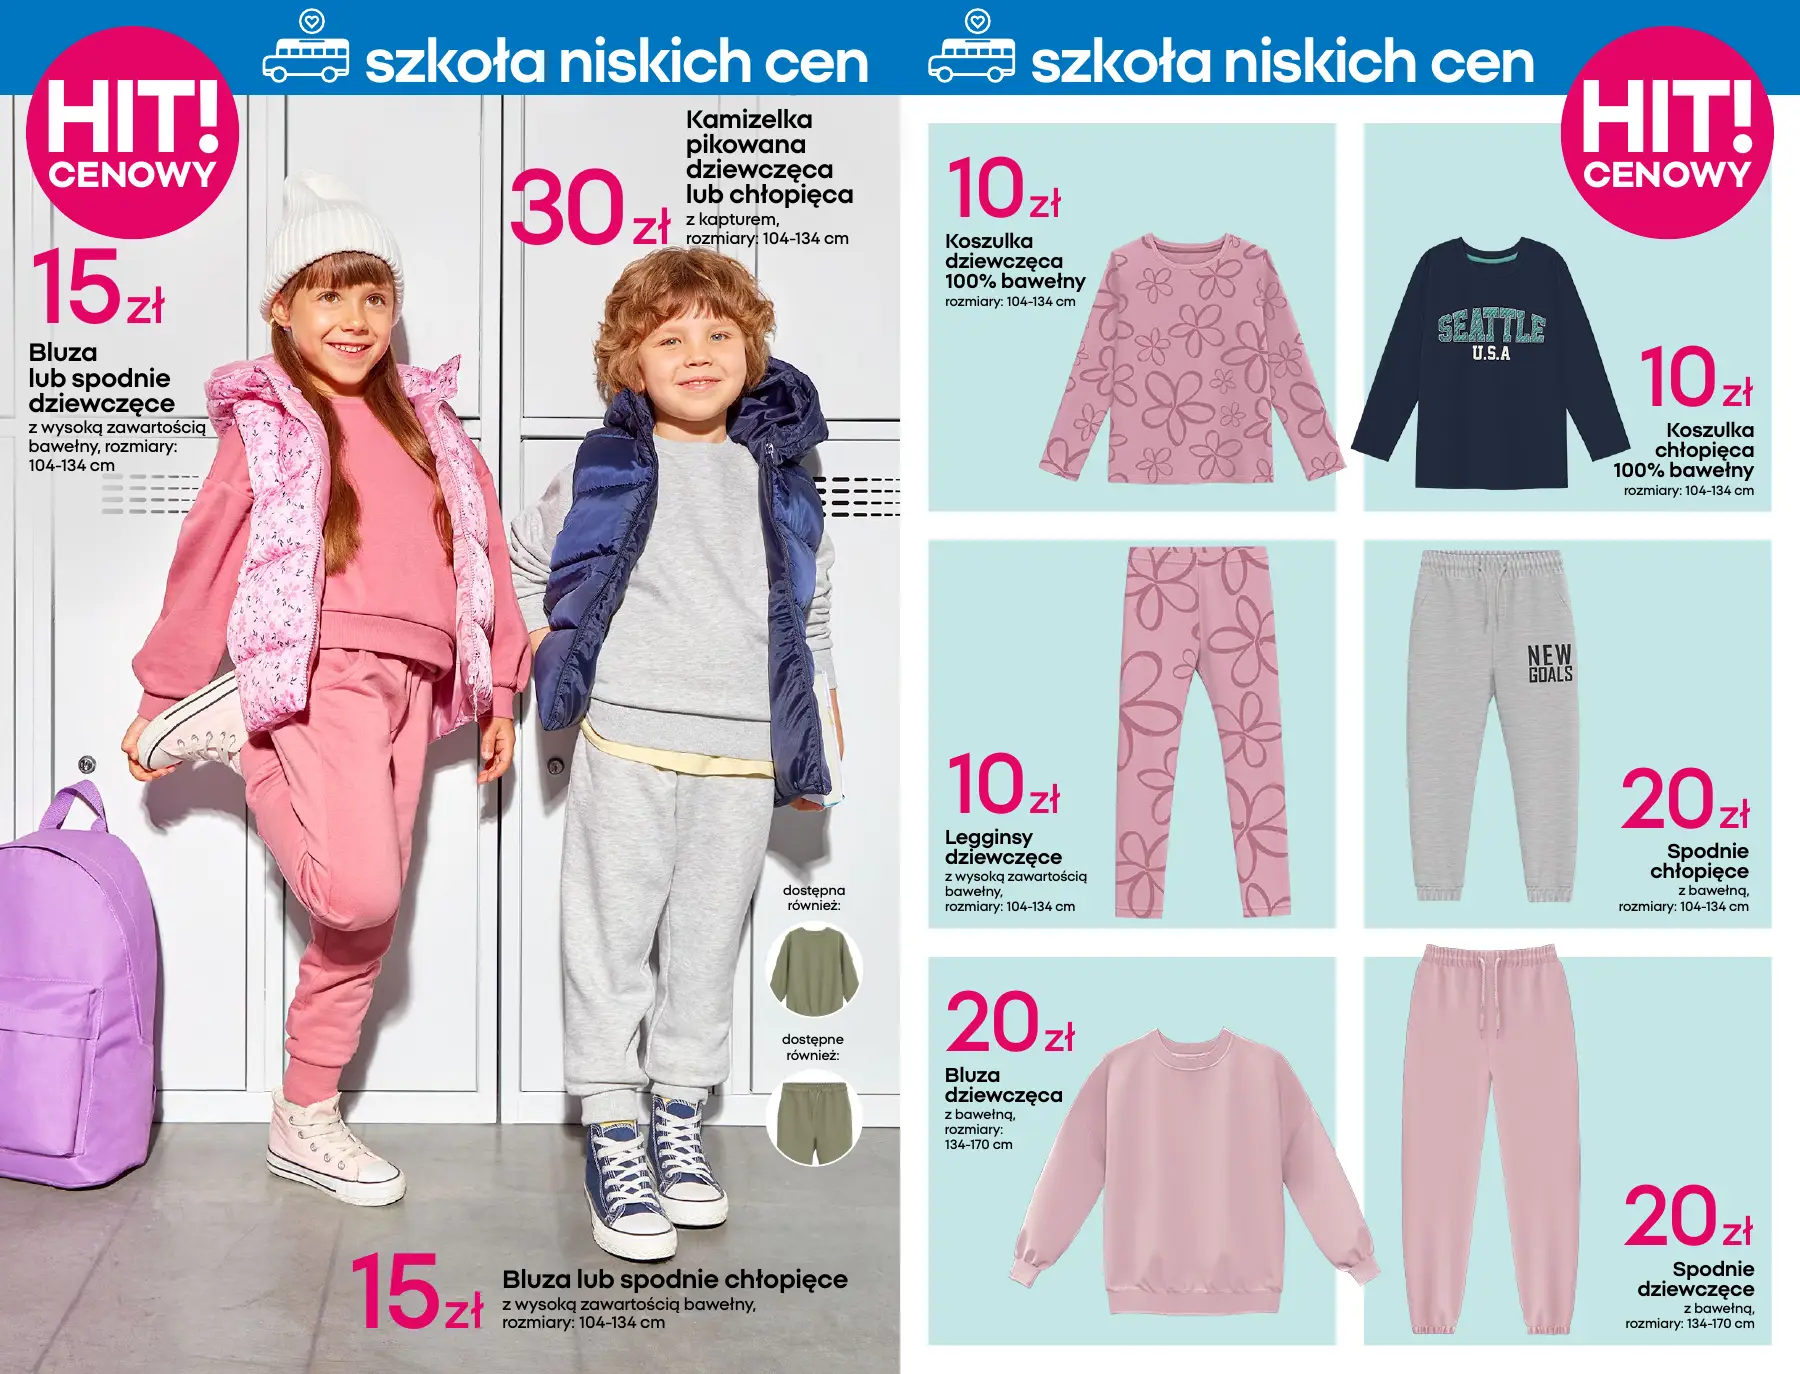 szkoła niskich cen
HIT!
CENOWY
15 zł
Bluza
lub spodnie
dziewczęce
z wysoką zawartością
bawełny, rozmiary:
104-134 cm
30 zł
Kamizelka
pikowana
dziewczęca
lub chłopięca
z kapturem,
rozmiary: 104-134 cm
dostępna
również:
dostępne
również:
15 zł
Bluza lub spodnie chłopięce
z wysoką zawartością bawełny,
rozmiary: 104-134 cm
szkoła niskich cen
HIT!
CENOWY
10 zł
Koszulka
dziewczęca
100% bawełny
rozmiary: 104-134 cm
SEATTLE
U.S.A
10 zł
Koszulka
chłopięca
100% bawełny
rozmiary: 104-134 cm
10 zł
Legginsy
dziewczęce
z wysoką zawartością
bawełny,
rozmiary: 104-134 cm
NEW
GOALS
20 zł
Spodnie
chłopięce
z bawełną,
rozmiary: 104-134 cm
20 zł
Bluza
dziewczęca
z bawełną,
rozmiary:
134-170 cm
20 zł
Spodnie
dziewczęce
z bawełną,
rozmiary: 134-170 cm